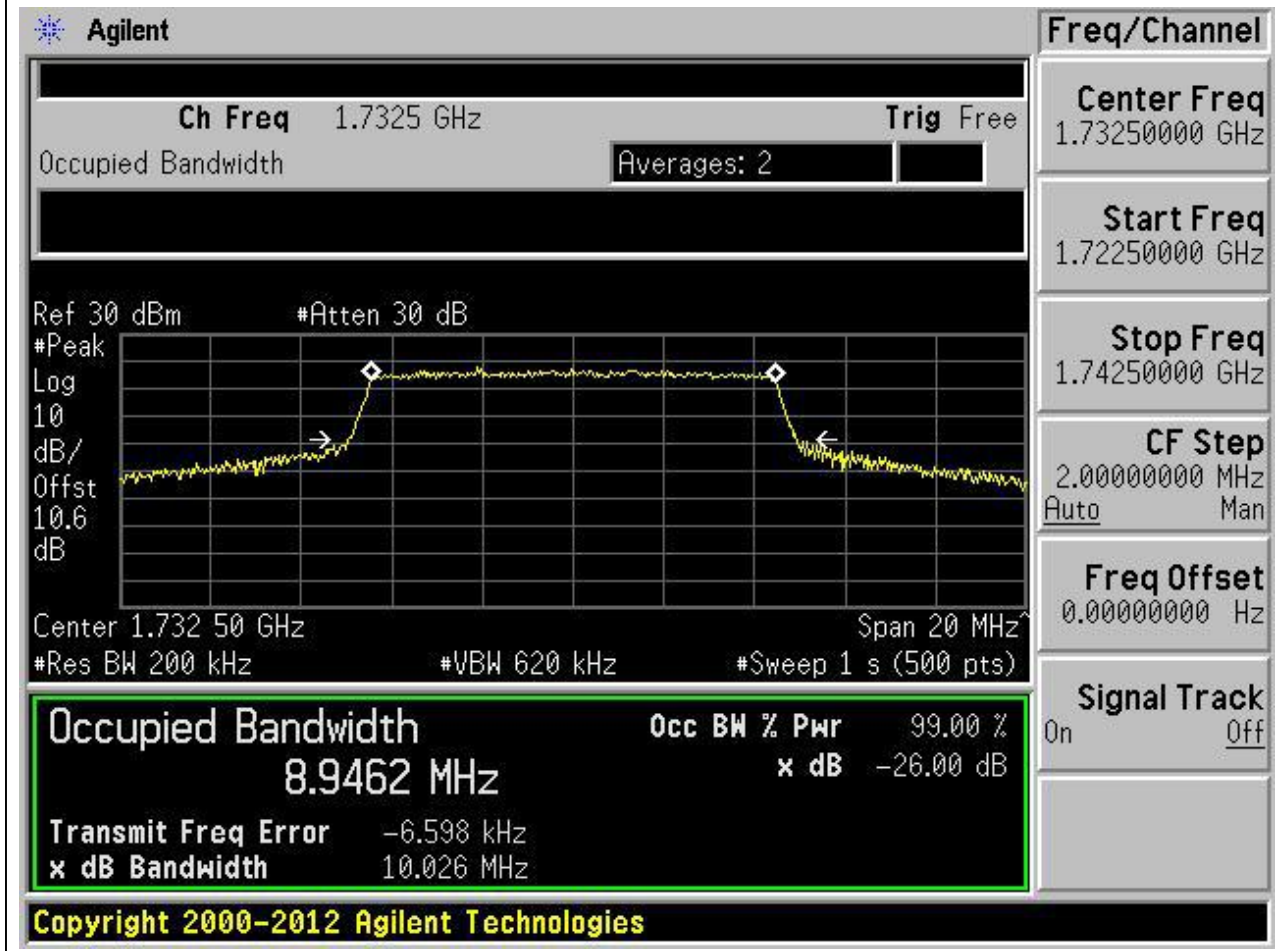 Agilent
Freq/Channel
Ch Freq 1.7325 GHz Trig Free
Occupied Bandwidth Averages: 2
Ref 30 dBm #Atten 30 dB
#Peak
Log
10
dB/
Offst
10.6
dB
Center 1.732 50 GHz Span 20 MHz^
#Res BW 200 kHz #VBW 620 kHz #Sweep 1 s (500 pts)
Occupied Bandwidth Occ BW % Pwr 99.00 %
8.9462 MHz x dB -26.00 dB
Transmit Freq Error -6.598 kHz
x dB Bandwidth 10.026 MHz
Center Freq
1.73250000 GHz
Start Freq
1.72250000 GHz
Stop Freq
1.74250000 GHz
CF Step
2.00000000 MHz
Auto Man
Freq Offset
0.00000000 Hz
Signal Track
On Off
Copyright 2000-2012 Agilent Technologies